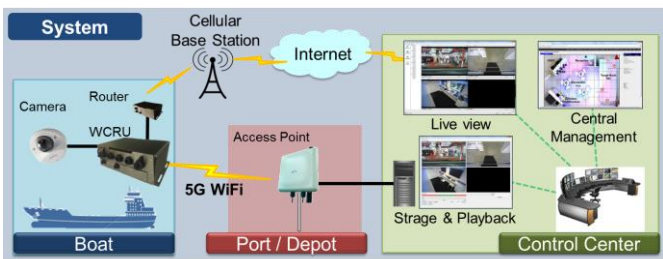 System
Cellular
Base Station
Internet
Camera
Router
WCRU
Access Point
5G WiFi
Live view
Central
Management
Strage & Playback
Boat
Port / Depot
Control Center